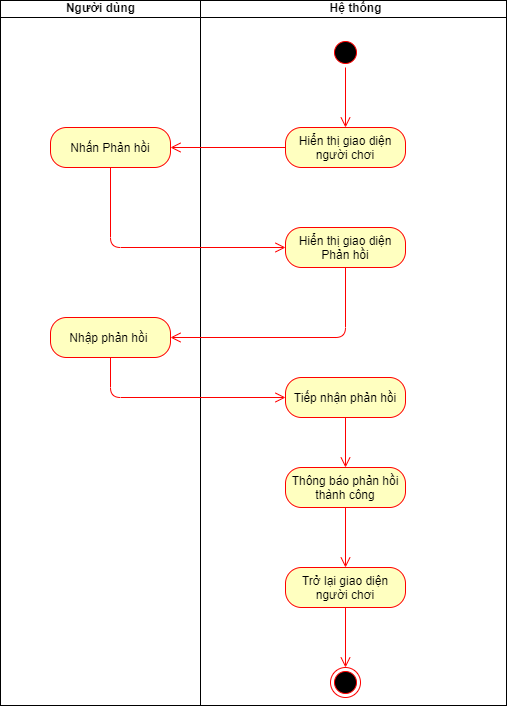 Người dùng
Hệ thống
Hiển thị giao diện
người chơi
Nhấn Phản hồi
Hiển thị giao diện
Phản hồi
Nhập phản hồi
Tiếp nhận phản hồi
Thông báo phản hồi
thành công
Trở lại giao diện
người chơi